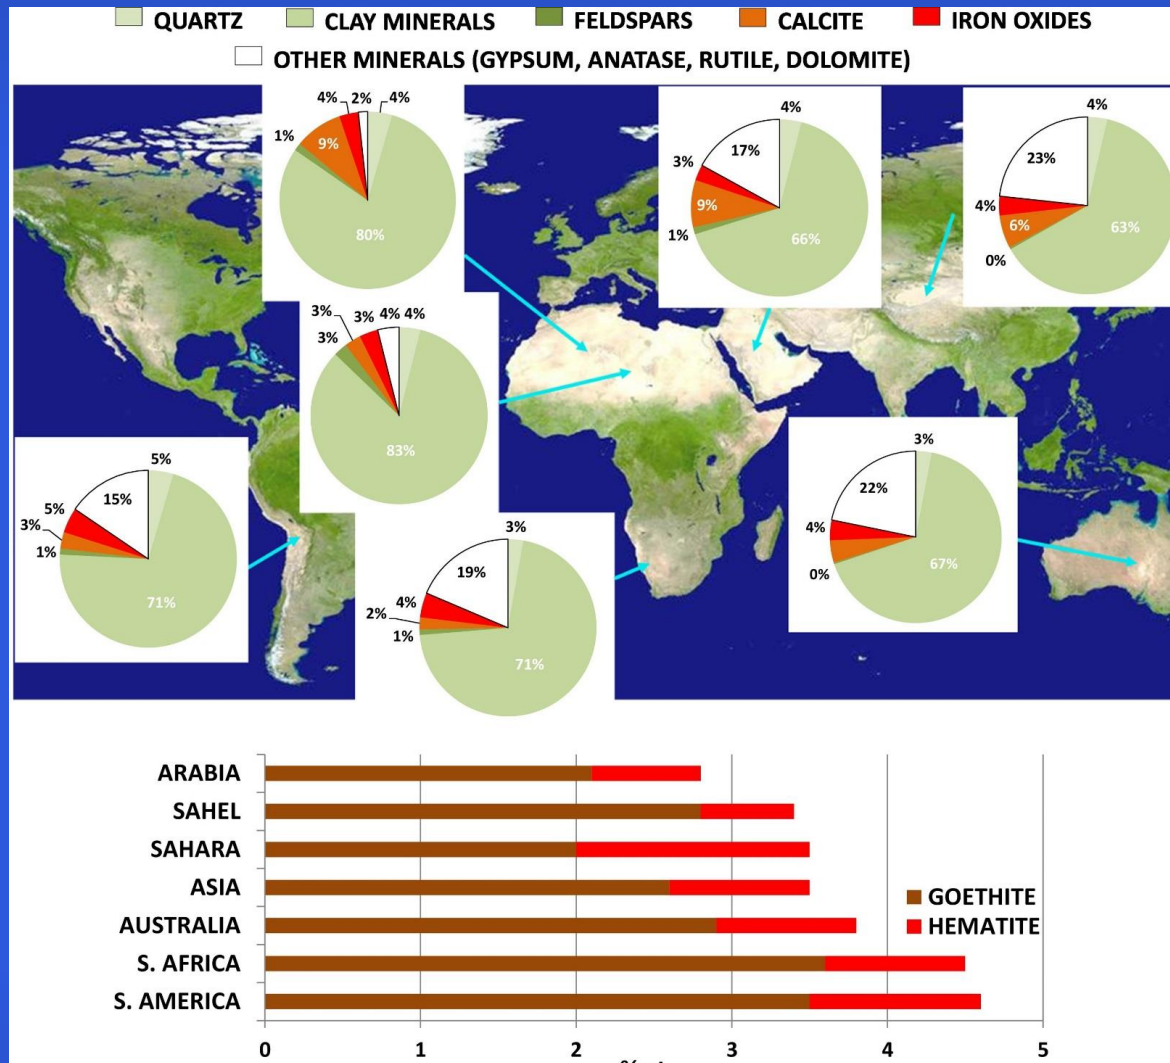 QUARTZ CLAY MINERALS FELDSPARS CALCITE IRON OXIDES
OTHER MINERALS (GYPSUM, ANATASE, RUTILE, DOLOMITE)
4% 2% 4%
1% 9%
80%
4%
17%
3%
9%
1% 66%
4%
23%
4%
6% 63%
0%
3% 3% 4% 4%
3%
83%
5%
15%
5%
3%
1%
71%
3%
19%
4%
2%
1%
71%
3%
22%
4%
0% 67%
ARABIA
SAHEL
SAHARA
ASIA
AUSTRALIA
S. AFRICA
S. AMERICA
GOETHITE
HEMATITE
0 1 2 3 4 5